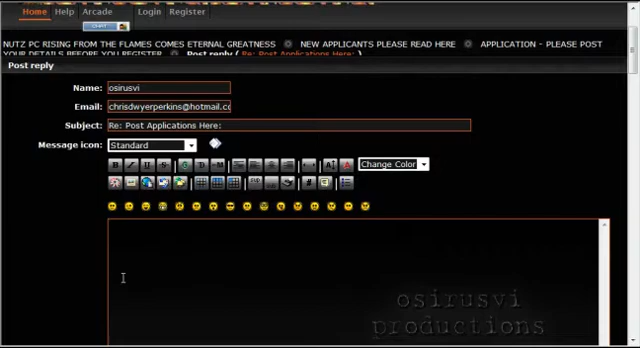 Home Help Arcade Login Register
CHAT
NUTZ PC RISING FROM THE FLAMES COMES ETERNAL GREATNESS NEW APPLICANTS PLEASE READ HERE APPLICATION - PLEASE POST
YOUR DETAILS BEFORE YOU REGISTER Post reply ( Re: Post Applications Here: )
Post reply
Name: osirusvi
Email: chrisdwyerperkins@hotmail.co
Subject: Re: Post Applications Here:
Message icon: Standard
B I U S Change Color
osirusvi
productions